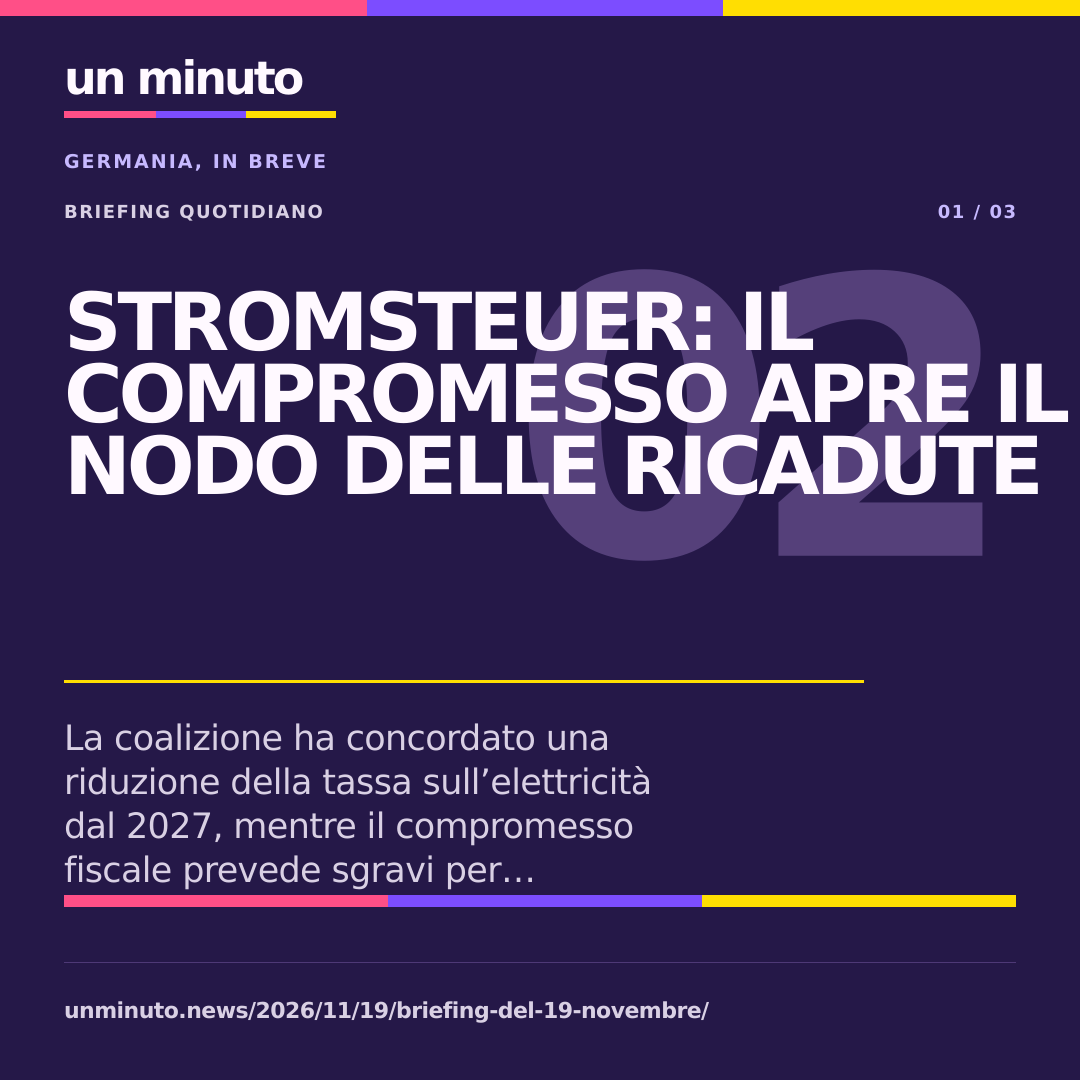 un minuto
GERMANIA, IN BREVE
BRIEFING QUOTIDIANO
01 / 03
02
STROMSTEUER: IL
COMPROMESSO APRE IL
NODO DELLE RICADUTE
La coalizione ha concordato una
riduzione della tassa sull’elettricità
dal 2027, mentre il compromesso
fiscale prevede sgravi per…
unminuto.news/2026/11/19/briefing-del-19-novembre/